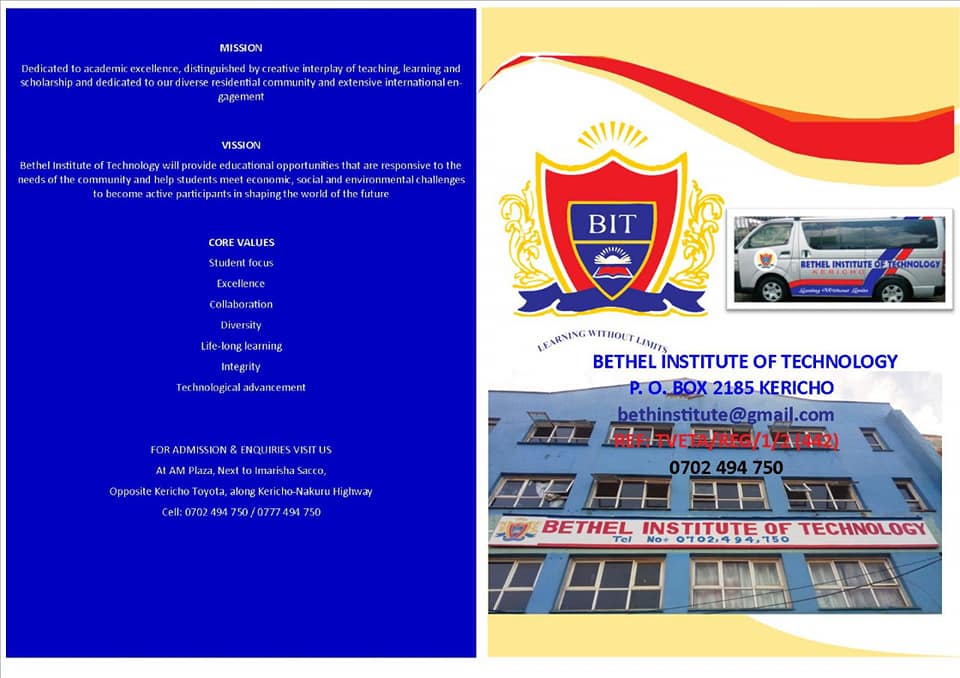 MISSION
Dedicated to academic excellence, distinguished by creative interplay of teaching, learning and
scholarship and dedicated to our diverse residential community and extensive international en-
gagement
VISSION
Bethel Institute of Technology will provide educational opportunities that are responsive to the
needs of the community and help students meet economic, social and environmental challenges
to become active participants in shaping the world of the future
CORE VALUES
Student focus
Excellence
Collaboration
Diversity
Life-long learning
Integrity
Technological advancement
FOR ADMISSION & ENQUIRIES VISIT US
At AM Plaza, Next to Imarisha Sacco,
Opposite Kericho Toyota, along Kericho-Nakuru Highway
Cell: 0702 494 750 / 0777 494 750
BIT
LEARNING WITHOUT LIMITS
BETHEL INSTITUTE OF TECHNOLOGY
KERICHO
Without Limits
BETHEL INSTITUTE OF TECHNOLOGY
P. O. BOX 2185 KERICHO
bethinstitute@gmail.com
REF: TVETA/REG/1/2 (442)
0702 494 750
BETHEL INSTITUTE OF TECHNOLOGY
Tel No: 0702,494,750